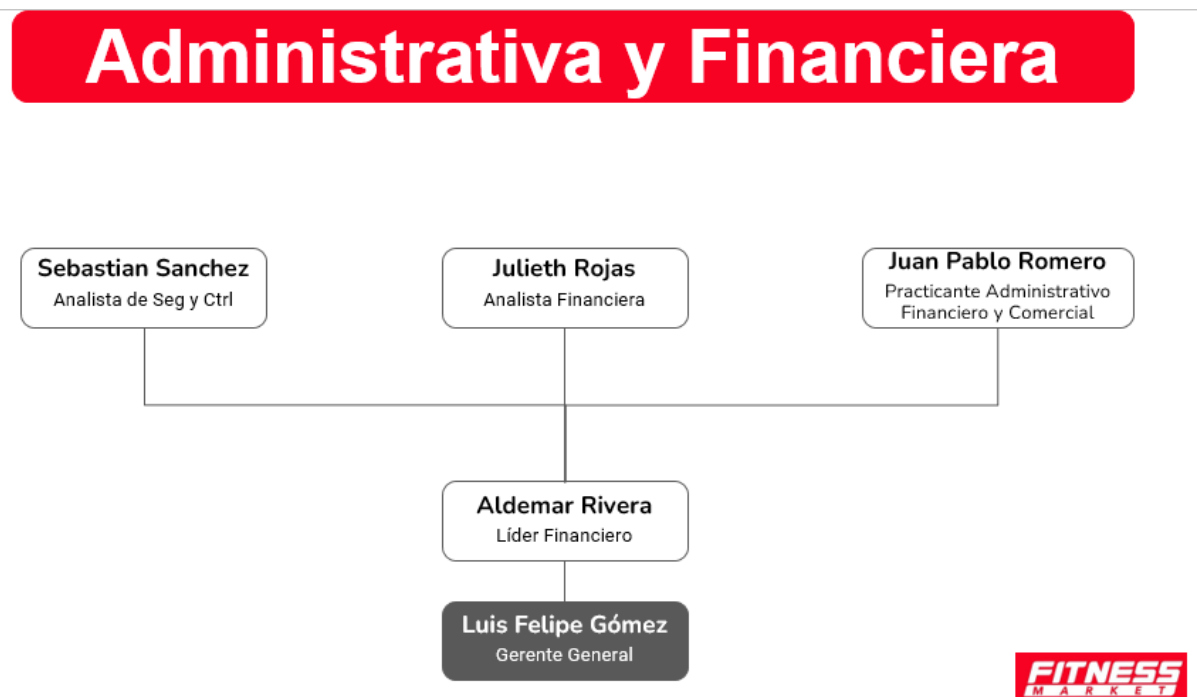 Administrativa y Financiera
Sebastian Sanchez
Analista de Seg y Ctrl
Julieth Rojas
Analista Financiera
Juan Pablo Romero
Practicante Administrativo
Financiero y Comercial
Aldemar Rivera
Líder Financiero
Luis Felipe Gómez
Gerente General
FITNESS
MARKET